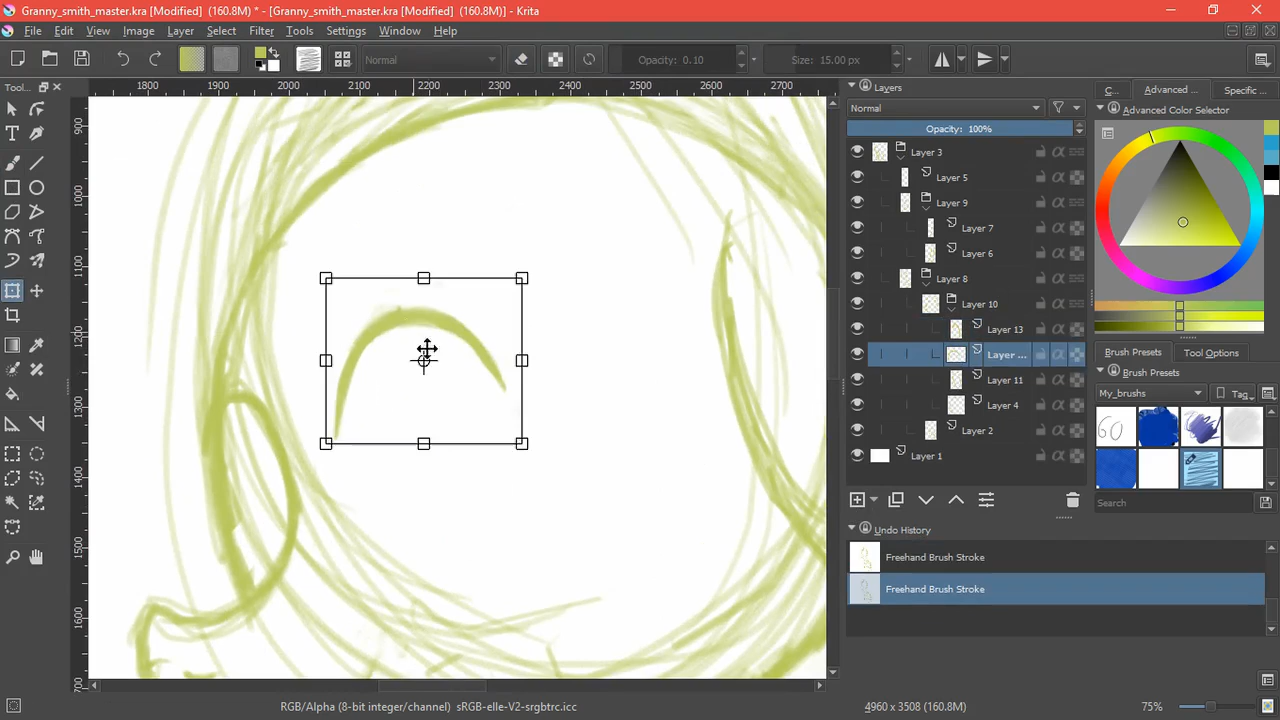 Granny_smith_master.kra [Modified] (160.8M) * - [Granny_smith_master.kra [Modified] (160.8M) *] - Krita
File Edit View Image Layer Select Filter Tools Settings Window Help
Normal Opacity: 0.10 Size: 15.00 px
Tool... Layers C... Advanced ... Specific ...
1800 1900 2000 2100 2200 2300 2400 2500 2600 2700
900 1000 1100 1200 1300 1400 1500 1600 700
Normal Advanced Color Selector
Opacity: 100%
Layer 3
Layer 5
Layer 9
Layer 7
Layer 6
Layer 8
Layer 10
Layer 13
Layer ...
Layer 11
Layer 4
Layer 2
Layer 1
Brush Presets Tool Options
Brush Presets
My_brushes Tag
Search
Undo History
Freehand Brush Stroke
Freehand Brush Stroke
RGB/Alpha (8-bit integer/channel) sRGB-elle-V2-srgbtrc.icc 4960 x 3508 (160.8M) 75%